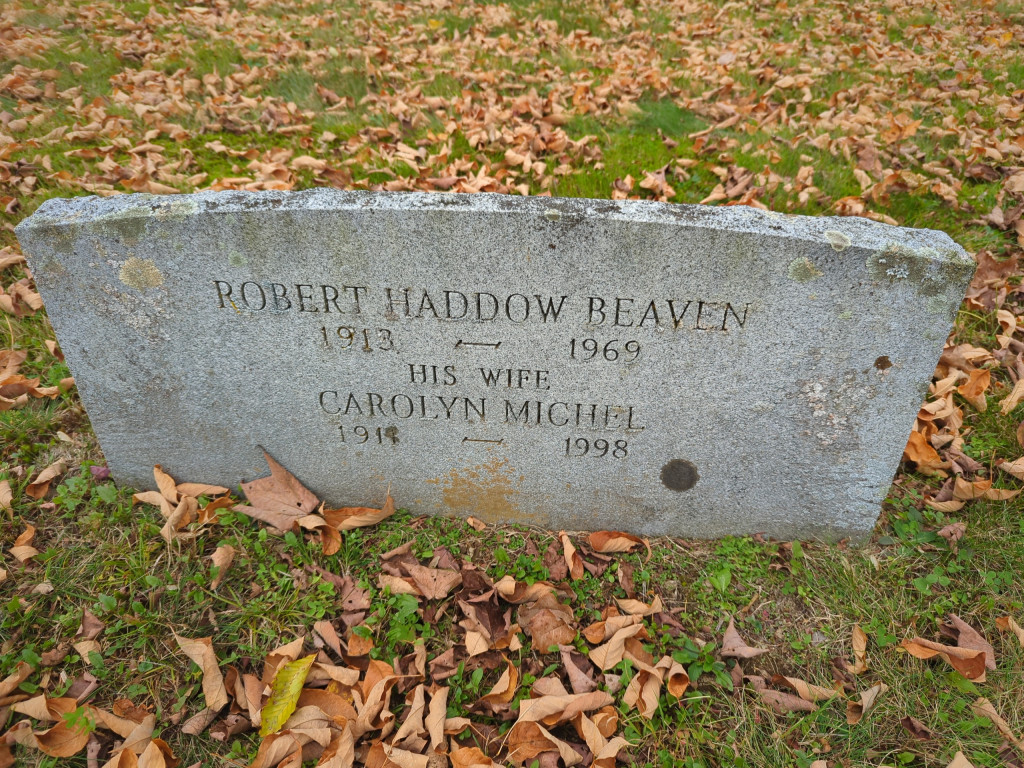 ROBERT HADDOW BEAVEN
1913 — 1969
HIS WIFE
CAROLYN MICHEL
— 1998